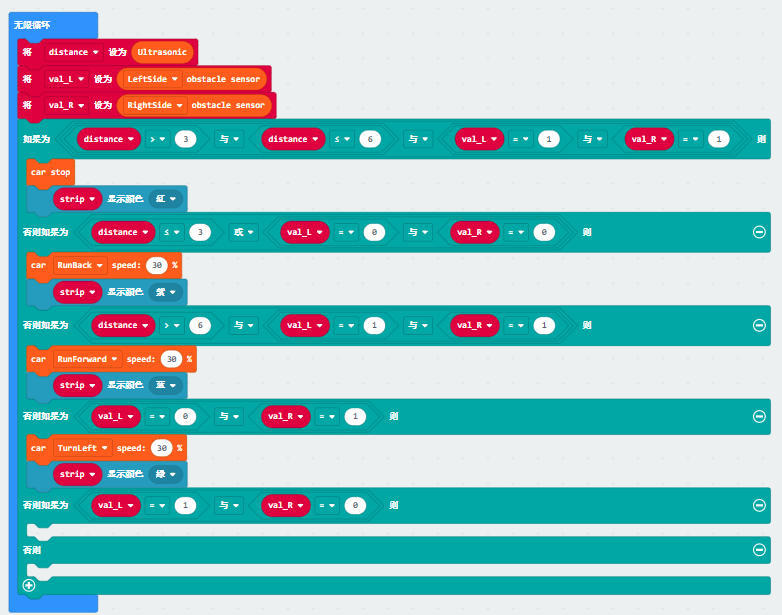 无限循环
将 distance 设为 Ultrasonic
将 val_L 设为 LeftSide obstacle sensor
将 val_R 设为 RightSide obstacle sensor
如果为 distance > 3 与 distance ≤ 6 与 val_L = 1 与 val_R = 1 则
car stop
strip 显示颜色 红
否则如果为 distance ≤ 3 或 val_L = 0 与 val_R = 0 则
car RunBack speed: 30 %
strip 显示颜色 紫
否则如果为 distance > 6 与 val_L = 1 与 val_R = 1 则
car RunForward speed: 30 %
strip 显示颜色 蓝
否则如果为 val_L = 0 与 val_R = 1 则
car TurnLeft speed: 30 %
strip 显示颜色 绿
否则如果为 val_L = 1 与 val_R = 0 则
否则